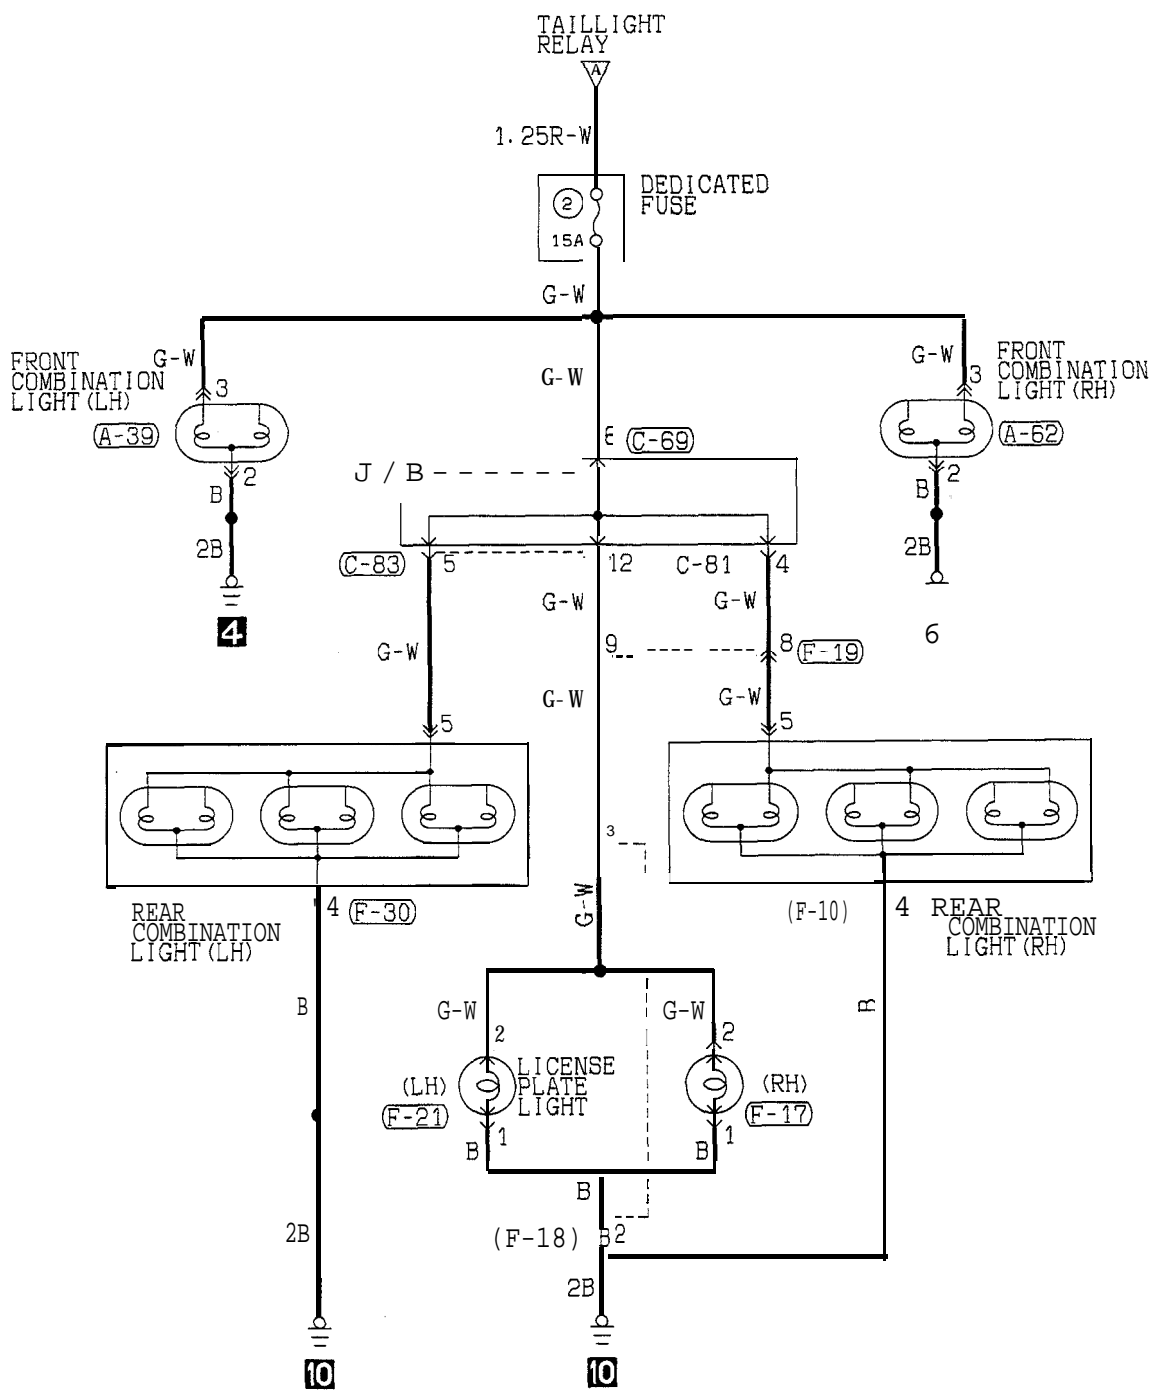 TAILLIGHT
RELAY
A
1.25R-W
DEDICATED
FUSE
2
15A
G-W
FRONT
COMBINATION
LIGHT(LH)
G-W
3
A-39
G-W
G-W
3
FRONT
COMBINATION
LIGHT(RH)
A-62
C-69
J/B
2
B
2B
4
2
B
2B
6
C-83
5
12
C-81
4
G-W
G-W
G-W
9
8
F-19
G-W
G-W
5
5
3
4
F-30
REAR
COMBINATION
LIGHT(LH)
G-W
(F-10)
4
REAR
COMBINATION
LIGHT(RH)
B
G-W
G-W
B
2
2
LICENSE
PLATE
LIGHT
(LH)
F-21
(RH)
F-17
1
1
B
B
B
2B
(F-18)
B2
2B
10
10